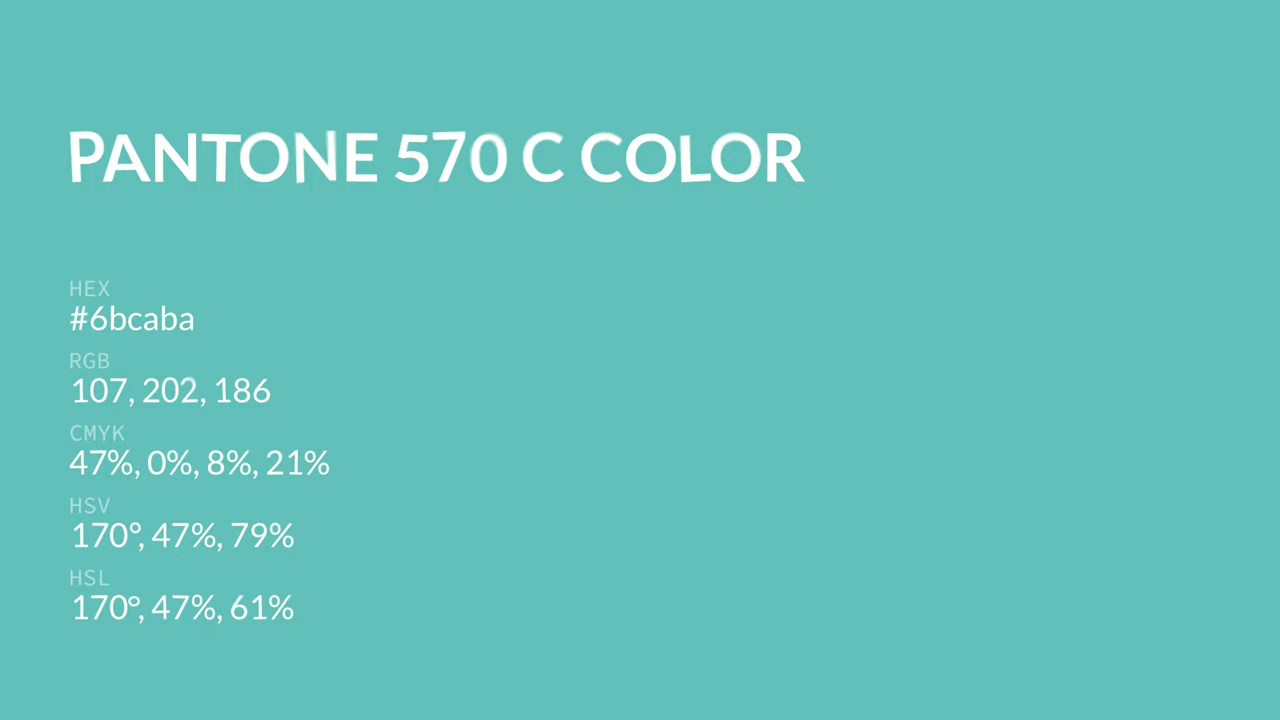 PANTONE 570 C COLOR
HEX
#6bcaba
RGB
107, 202, 186
CMYK
47%, 0%, 8%, 21%
HSV
170°, 47%, 79%
HSL
170°, 47%, 61%